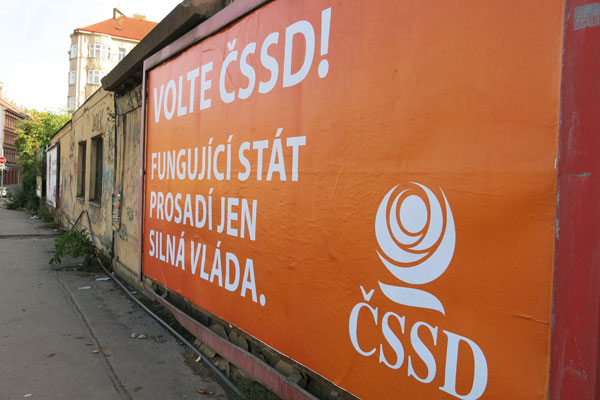 VOLTE ČSSD!
FUNGUJÍCÍ STÁT
PROSADÍ JEN
SILNÁ VLÁDA.
ČSSD